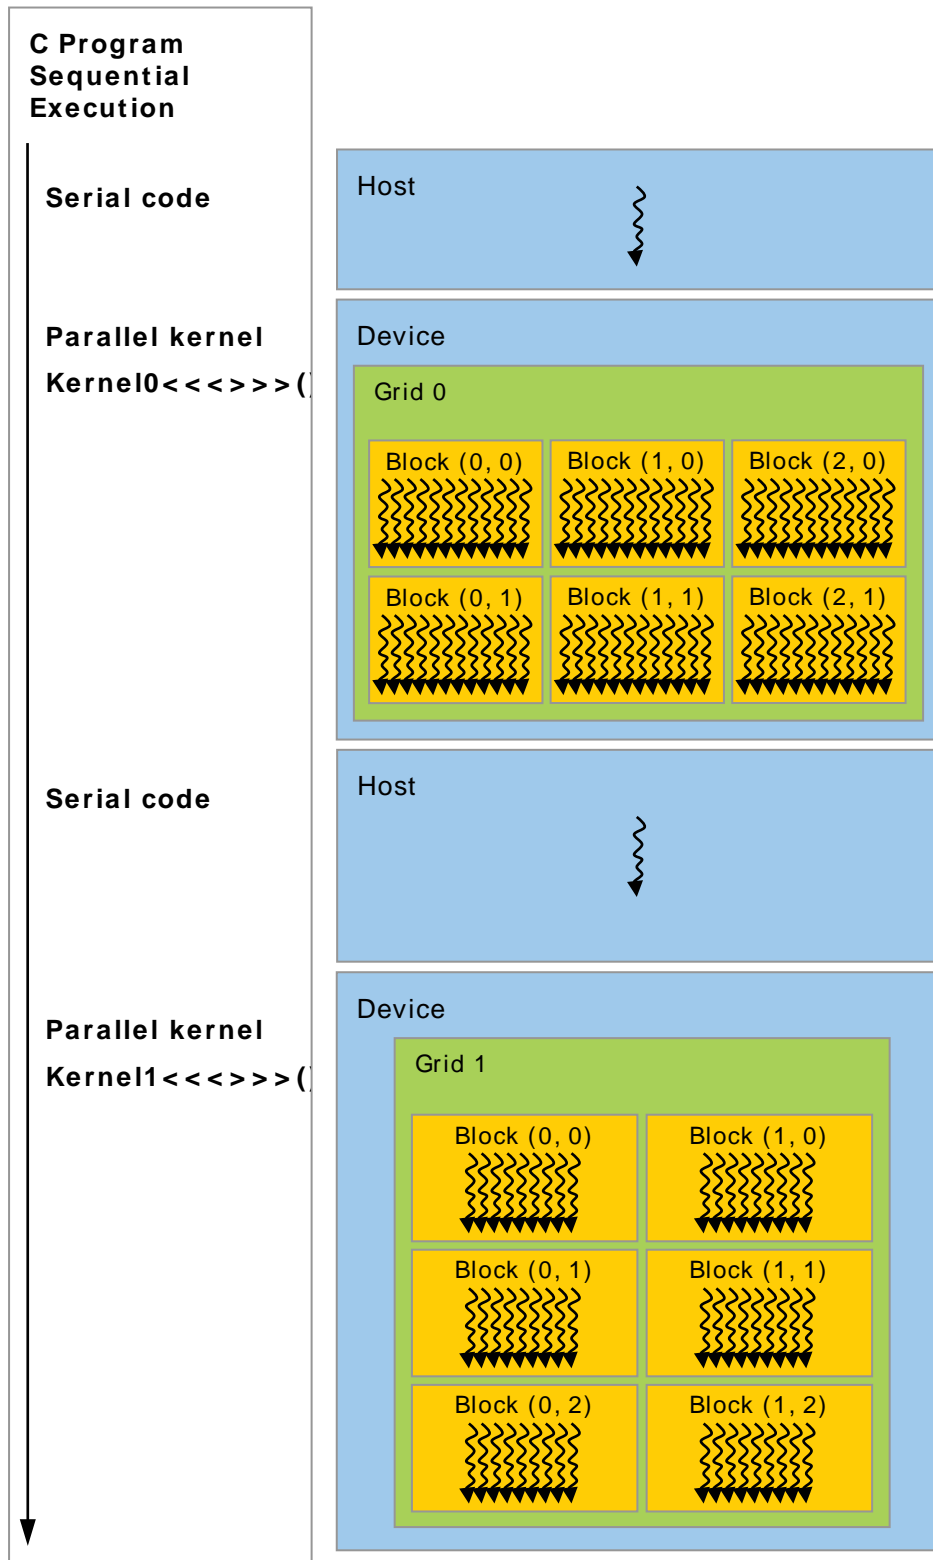 C Program
Sequential
Execution
Serial code
Host
Parallel kernel
Kernel0<<<>>>()
Device
Grid 0
Block (0, 0) Block (1, 0) Block (2, 0)
Block (0, 1) Block (1, 1) Block (2, 1)
Serial code
Host
Parallel kernel
Kernel1<<<>>>()
Device
Grid 1
Block (0, 0) Block (1, 0)
Block (0, 1) Block (1, 1)
Block (0, 2) Block (1, 2)